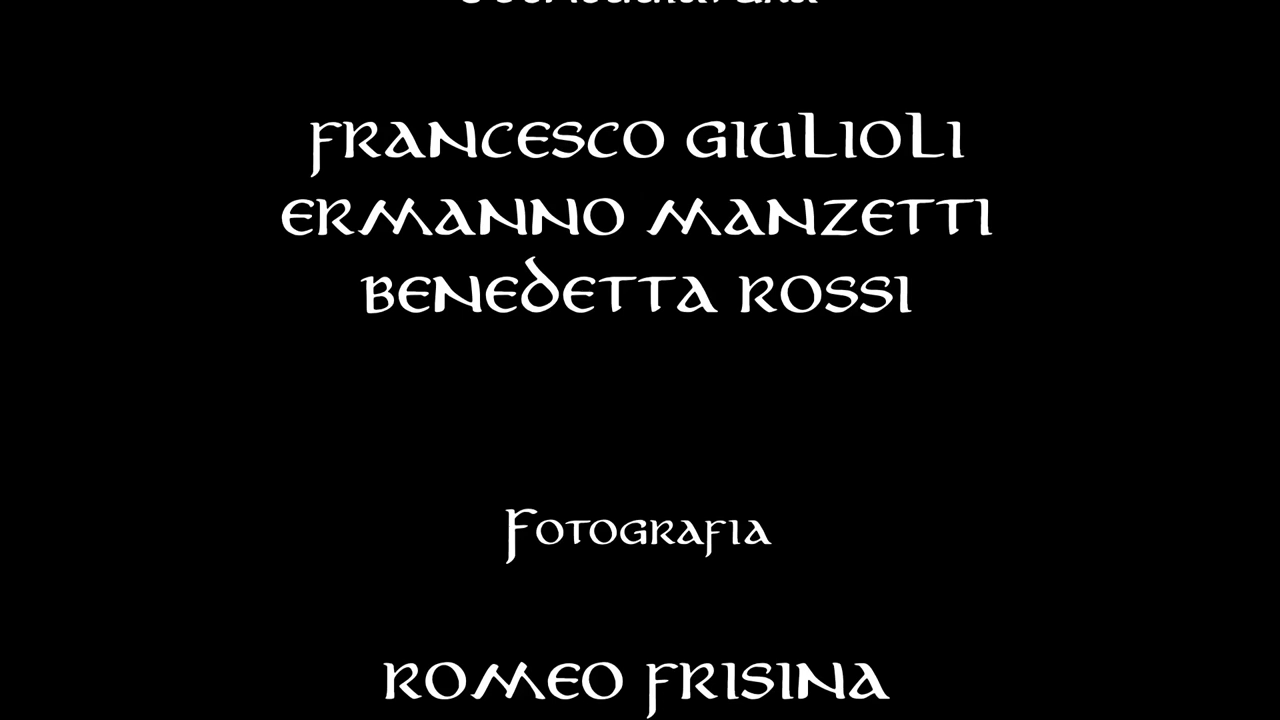 FRANCESCO GIULIOLI
ERMANNO MANZETTI
BENEDETTA ROSSI
Fotografia
ROMEO FRISINA